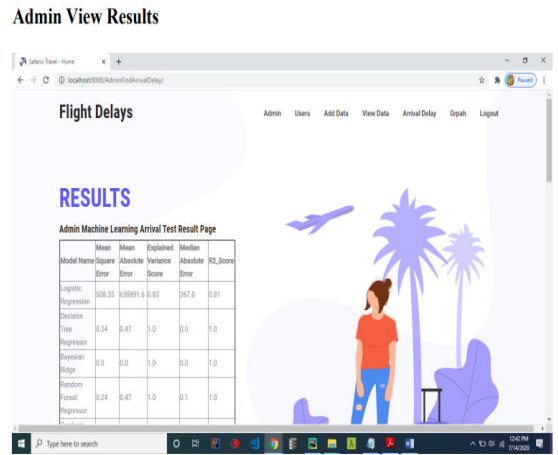 Admin View Results
Safario Travel - Home
localhost:8000/AdminFindArrivalDelay/
Paused
Flight Delays
Admin Users Add Data View Data Arrival Delay Grpah Logout
RESULTS
Admin Machine Learning Arrival Test Result Page
Model Name Mean Square Error Mean Absolute Error Explained Variance Score Median Absolute Error R2_Score
Logistic Regression 508.35 638891.6 0.82 267.0 0.81
Decision Tree Regressor 0.24 0.47 1.0 0.0 1.0
Bayesian Ridge 0.0 0.0 1.0 0.0 1.0
Random Forest Regressor 0.24 0.47 1.0 0.1 1.0
Type here to search
12:42 PM
7/14/2020